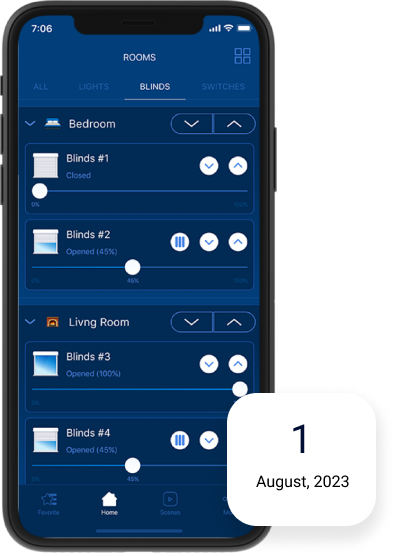 7:06
ROOMS
ALL LIGHTS BLINDS SWITCHES
Bedroom
Blinds #1
Closed
0% 100%
Blinds #2
Opened (45%)
0% 45% 100%
Livng Room
Blinds #3
Opened (100%)
0%
Blinds #4
Opened (45%)
0% 45%
Favorite Home Scenes
1
August, 2023